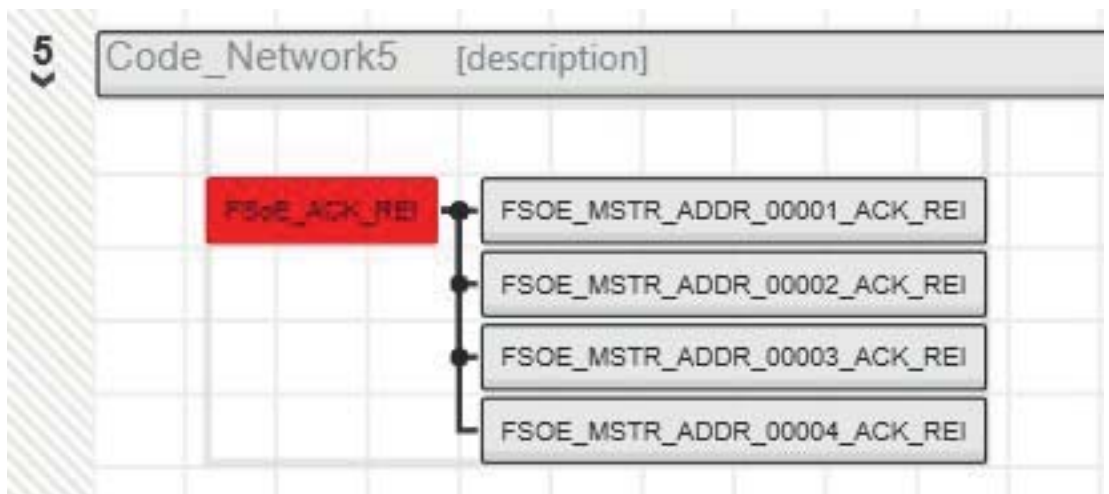 5
Code_Network5 [description]
FSoE_ACK_REI FSOE_MSTR_ADDR_00001_ACK_REI
FSOE_MSTR_ADDR_00002_ACK_REI
FSOE_MSTR_ADDR_00003_ACK_REI
FSOE_MSTR_ADDR_00004_ACK_REI